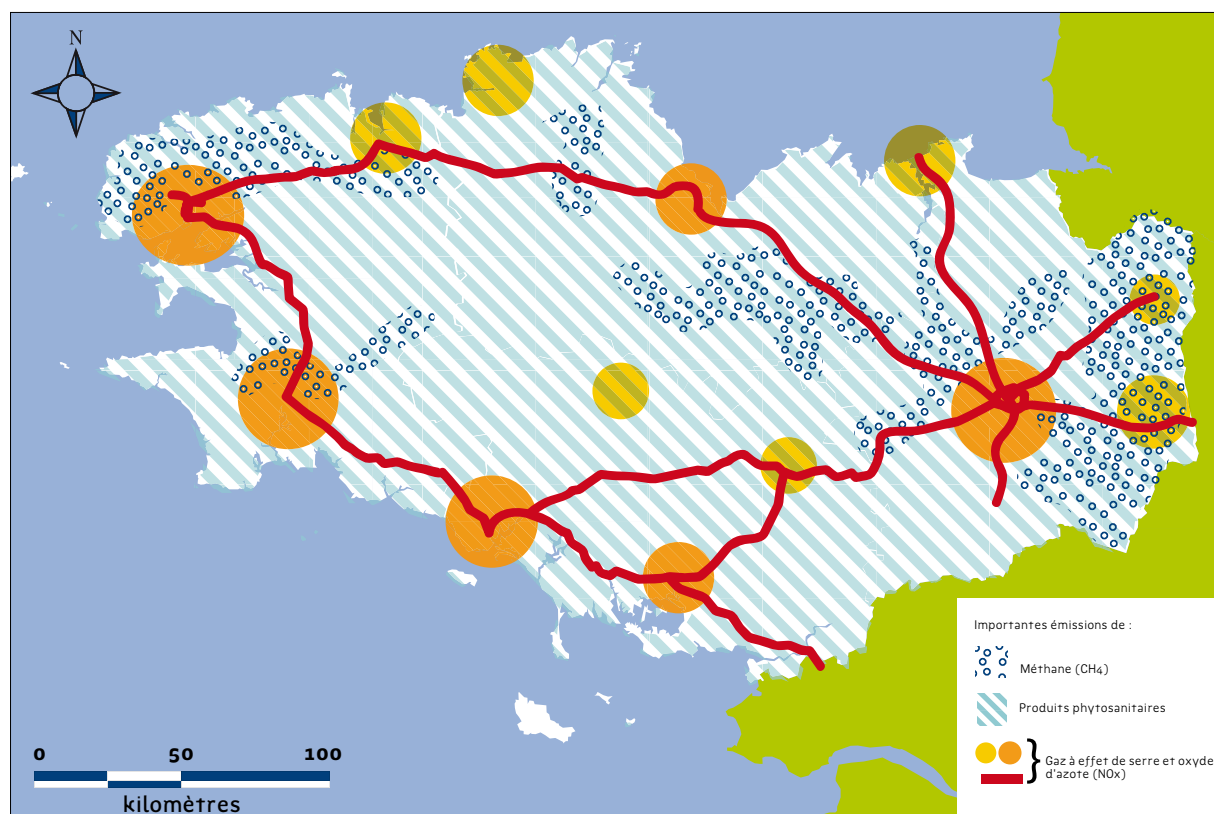 N
0 50 100
kilomètres
Importantes émissions de :
Méthane (CH4)
Produits phytosanitaires
Gaz à effet de serre et oxyde
d'azote (NOx)